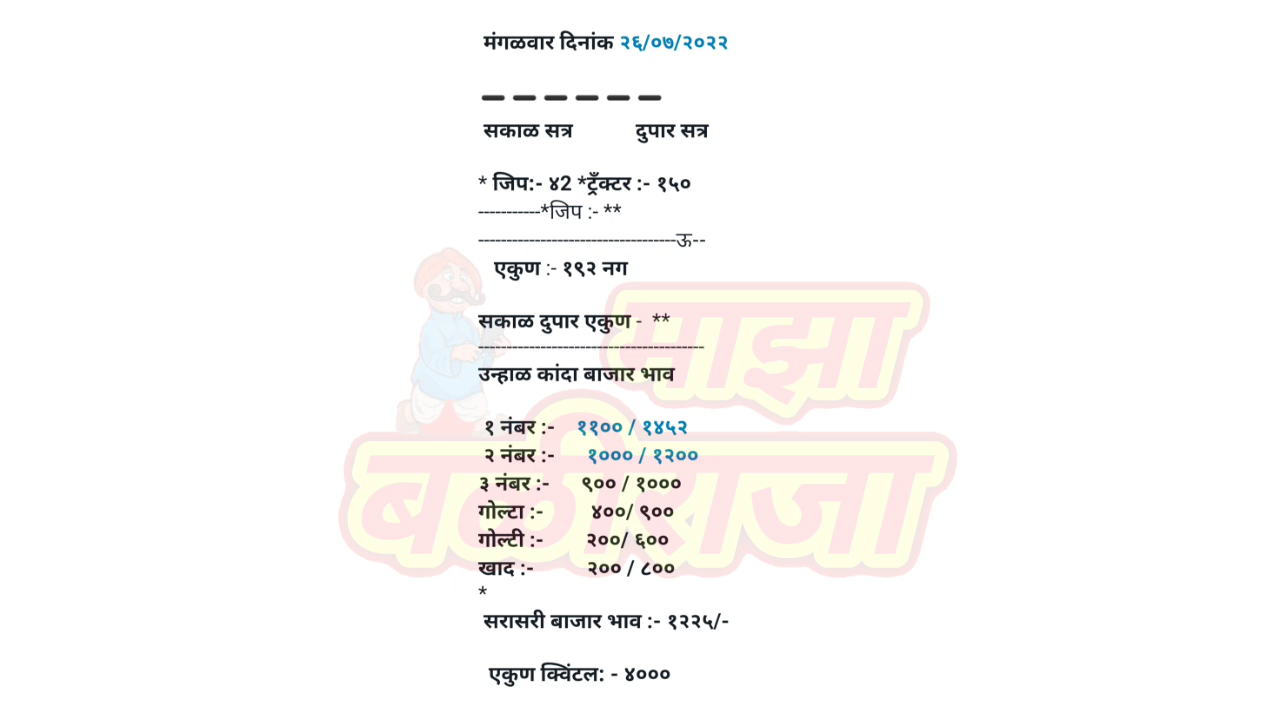 मंगळवार दिनांक २६/०७/२०२२
— — — — — —
सकाळ सत्र दुपार सत्र
* जिप:- ४2 *ट्रॅंक्टर :- १५०
-----------*जिप :- **
-----------------------------------ऊ--
एकुण :- १९२ नग
सकाळ दुपार एकुण - **
----------------------------------------
उन्हाळ कांदा बाजार भाव
१ नंबर :- ११०० / १४५२
२ नंबर :- १००० / १२००
३ नंबर :- ९०० / १०००
गोल्टा :- ४००/ ९००
गोल्टी :- २००/ ६००
खाद :- २०० / ८००
*
सरासरी बाजार भाव :- १२२५/-
एकुण क्विंटल: - ४०००
माझा
बळीराजा